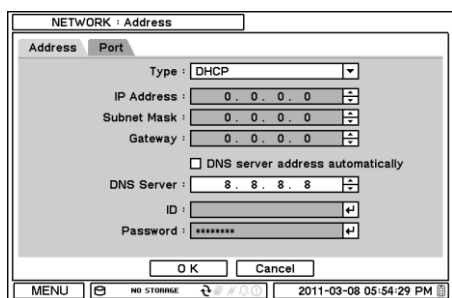 NETWORK : Address
Address Port
Type : DHCP
IP Address : 0 . 0 . 0 . 0
Subnet Mask : 0 . 0 . 0 . 0
Gateway : 0 . 0 . 0 . 0
DNS server address automatically
DNS Server : 8 . 8 . 8 . 8
ID :
Password : ********
OK Cancel
MENU NO STORAGE 2011-03-08 05:54:29 PM